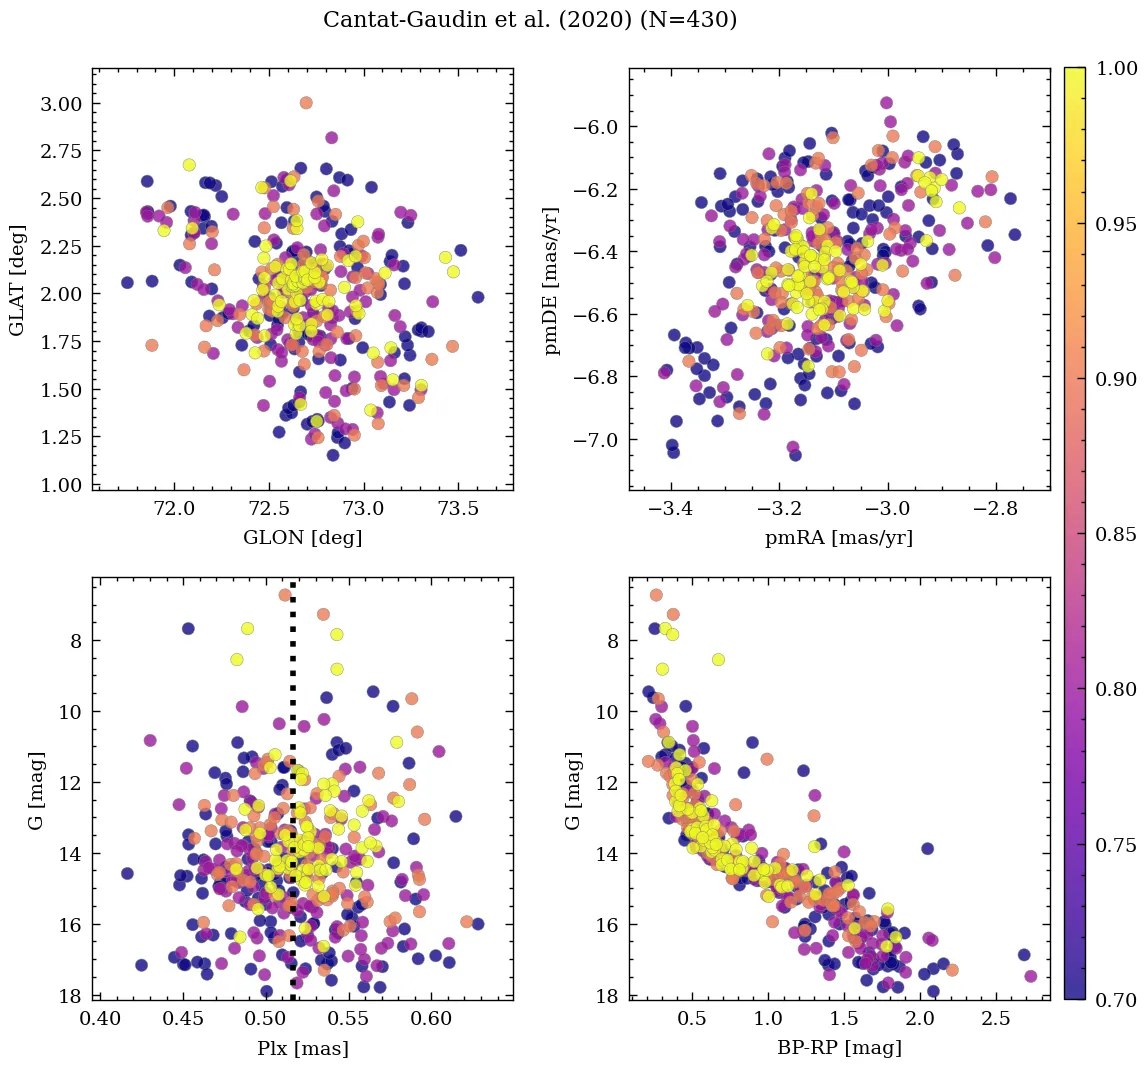 Cantat-Gaudin et al. (2020) (N=430)
3.00
2.75
2.50
2.25
2.00
1.75
1.50
1.25
1.00
GLAT [deg]
72.0 72.5 73.0 73.5
GLON [deg]
−6.0
−6.2
−6.4
−6.6
−6.8
−7.0
pmDE [mas/yr]
−3.4 −3.2 −3.0 −2.8
pmRA [mas/yr]
8
10
12
14
16
18
G [mag]
0.40 0.45 0.50 0.55 0.60
Plx [mas]
8
10
12
14
16
18
G [mag]
0.5 1.0 1.5 2.0 2.5
BP-RP [mag]
1.00
0.95
0.90
0.85
0.80
0.75
0.70